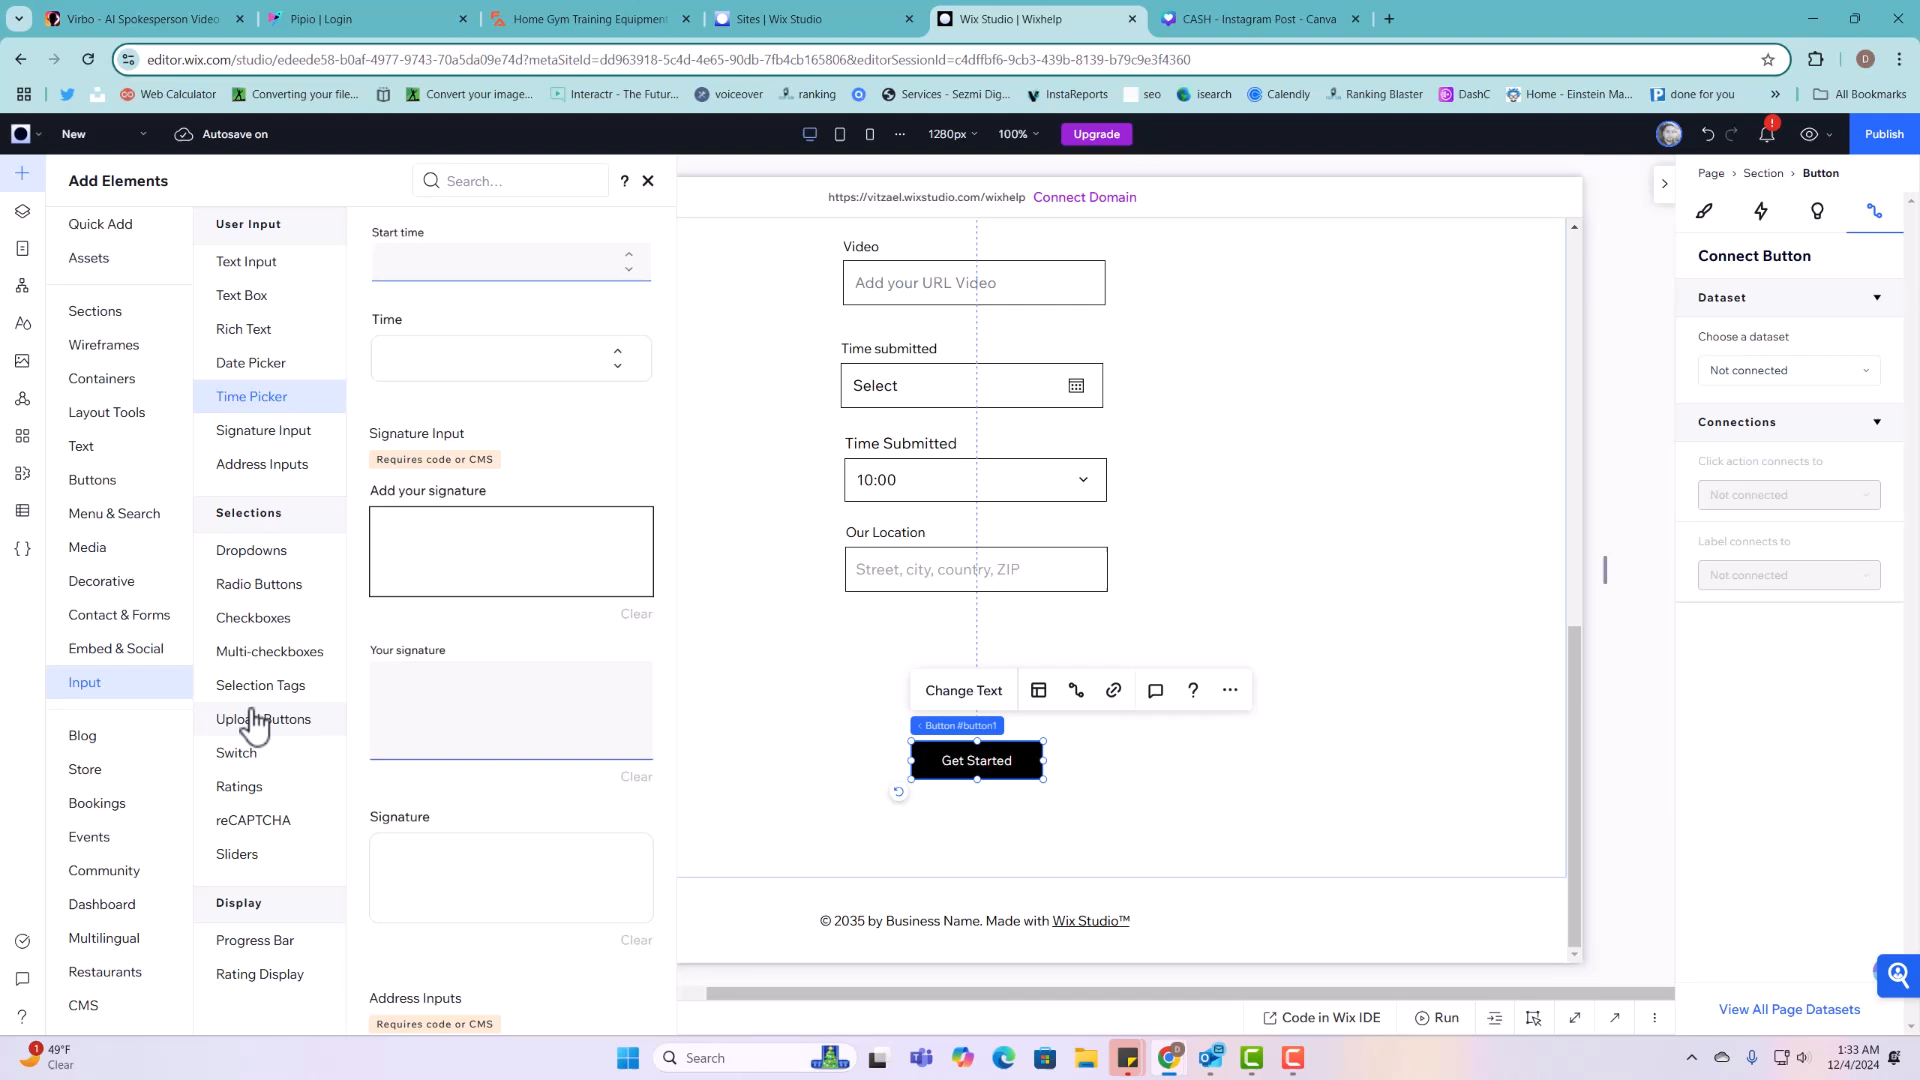 Virbo - AI Spokesperson Video
Pipio | Login
Home Gym Training Equipment
Sites | Wix Studio
Wix Studio | Wixhelp
CASH - Instagram Post - Canva
editor.wix.com/studio/edeede58-b0af-4977-9743-70a5da09e74d?metaSiteId=dd963918-5c4d-4e65-90db-7fb4cb165806&editorSessionId=c4dffbf6-9cb3-439b-8139-b79c9e3f4360
D
Web Calculator
Converting your file...
Convert your image...
Interactr - The Futur...
voiceover
ranking
Services - Sezmi Dig...
InstaReports
seo
isearch
Calendly
Ranking Blaster
DashC
Home - Einstein Ma...
done for you
All Bookmarks
New
Autosave on
1280px
100%
Upgrade
Publish
Add Elements
Search...
?
Quick Add
Assets
Sections
Wireframes
Containers
Layout Tools
Text
Buttons
Menu & Search
Media
Decorative
Contact & Forms
Embed & Social
Input
Blog
Store
Bookings
Events
Community
Dashboard
Multilingual
Restaurants
CMS
User Input
Text Input
Text Box
Rich Text
Date Picker
Time Picker
Signature Input
Address Inputs
Selections
Dropdowns
Radio Buttons
Checkboxes
Multi-checkboxes
Selection Tags
Upload Buttons
Switch
Ratings
reCAPTCHA
Sliders
Display
Progress Bar
Rating Display
Start time
Time
Signature Input
Requires code or CMS
Add your signature
Clear
Your signature
Clear
Signature
Clear
Address Inputs
Requires code or CMS
https://vitzael.wixstudio.com/wixhelp Connect Domain
Video
Add your URL Video
Time submitted
Select
Time Submitted
10:00
Our Location
Street, city, country, ZIP
Change Text
?
Button #button1
Get Started
© 2035 by Business Name. Made with Wix Studio™
Code in Wix IDE
Run
Page > Section > Button
Connect Button
Dataset
Choose a dataset
Not connected
Connections
Click action connects to
Not connected
Label connects to
Not connected
View All Page Datasets
1
49°F
Clear
Search
1:33 AM
12/4/2024